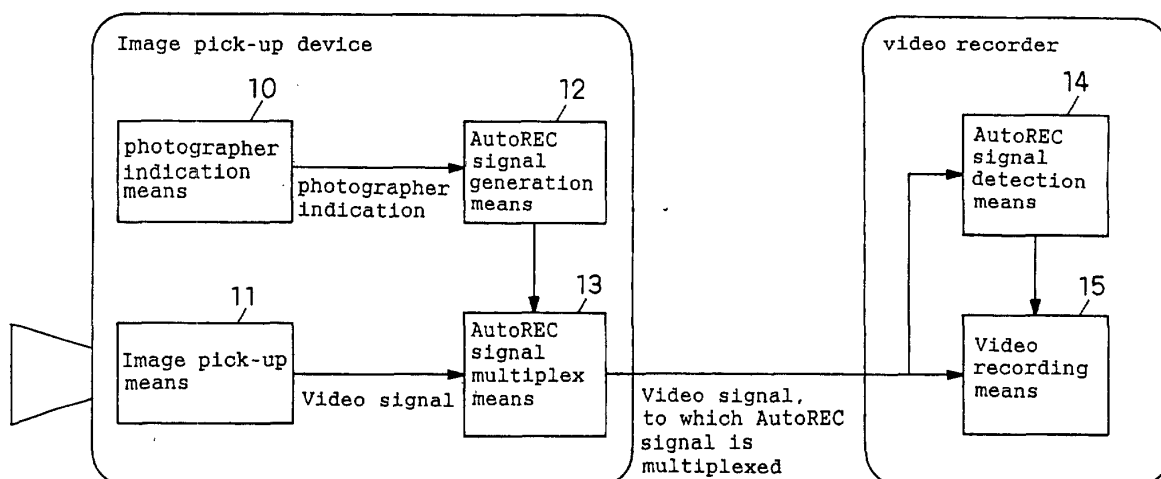 Image pick-up device
10
photographer
indication
means
photographer
indication
12
AutoREC
signal
generation
means
11
Image pick-up
means
Video signal
13
AutoREC
signal
multiplex
means
Video signal,
to which AutoREC
signal is
multiplexed
video recorder
14
AutoREC
signal
detection
means
15
Video
recording
means